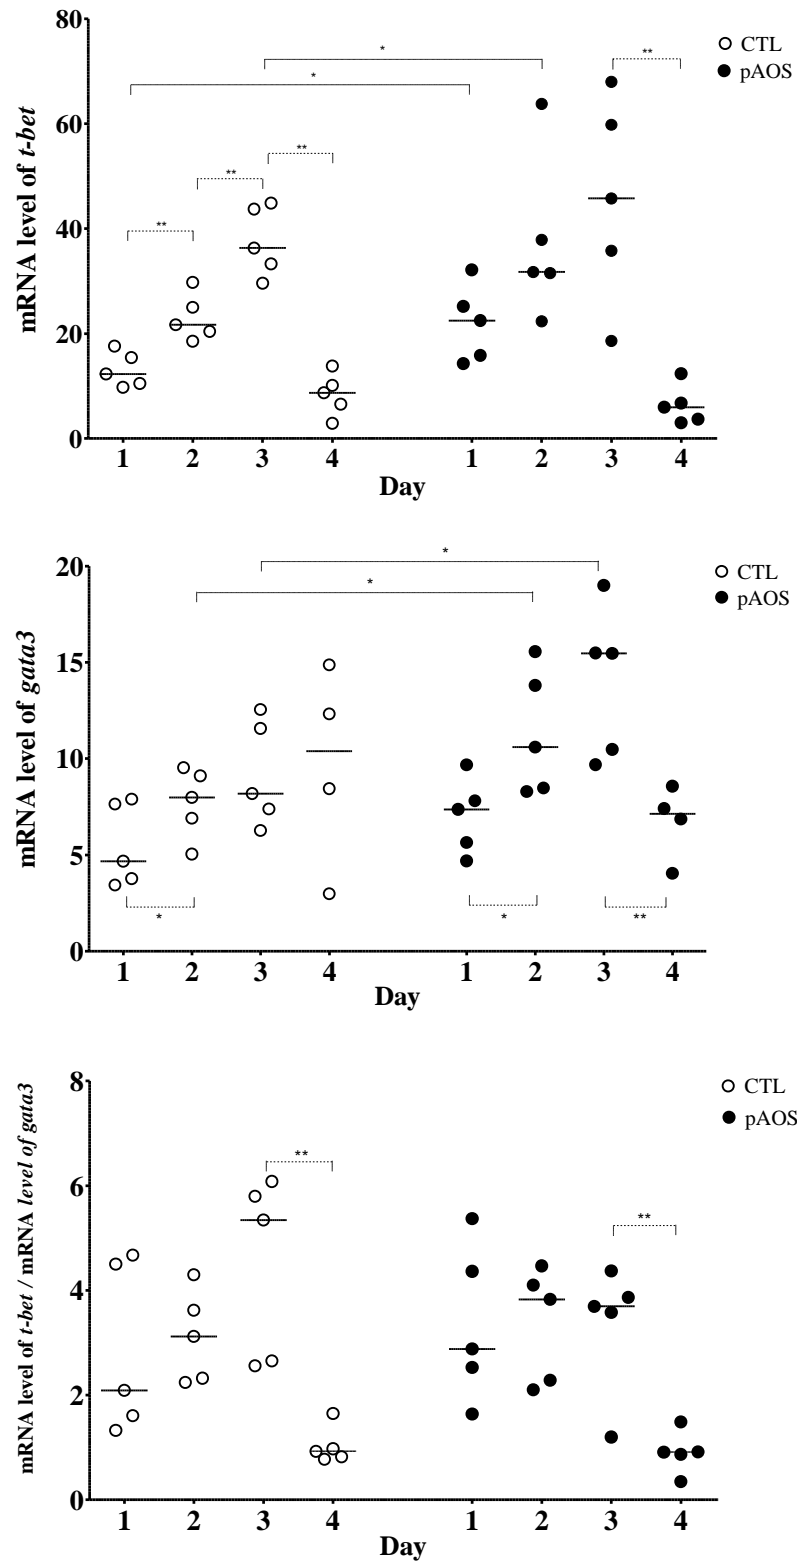 80
60
40
20
0
mRNA level of t-bet
CTL
pAOS
*
*
**
**
**
**
1 2 3 4 1 2 3 4
Day
20
15
10
5
0
mRNA level of gata3
CTL
pAOS
*
*
*
*
**
1 2 3 4 1 2 3 4
Day
8
6
4
2
0
mRNA level of t-bet / mRNA level of gata3
CTL
pAOS
**
**
1 2 3 4 1 2 3 4
Day